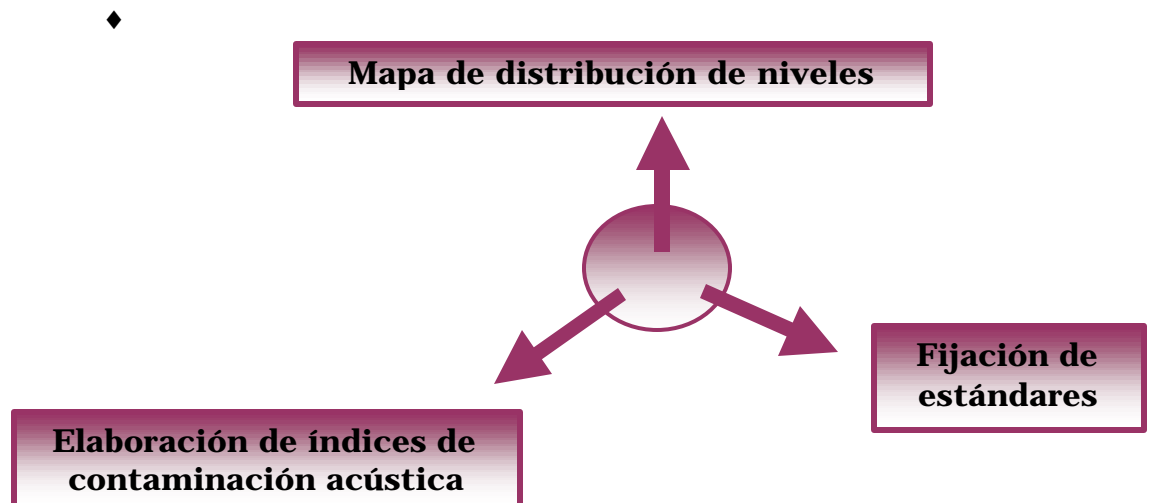 ♦
Mapa de distribución de niveles
Fijación de
estándares
Elaboración de índices de
contaminación acústica